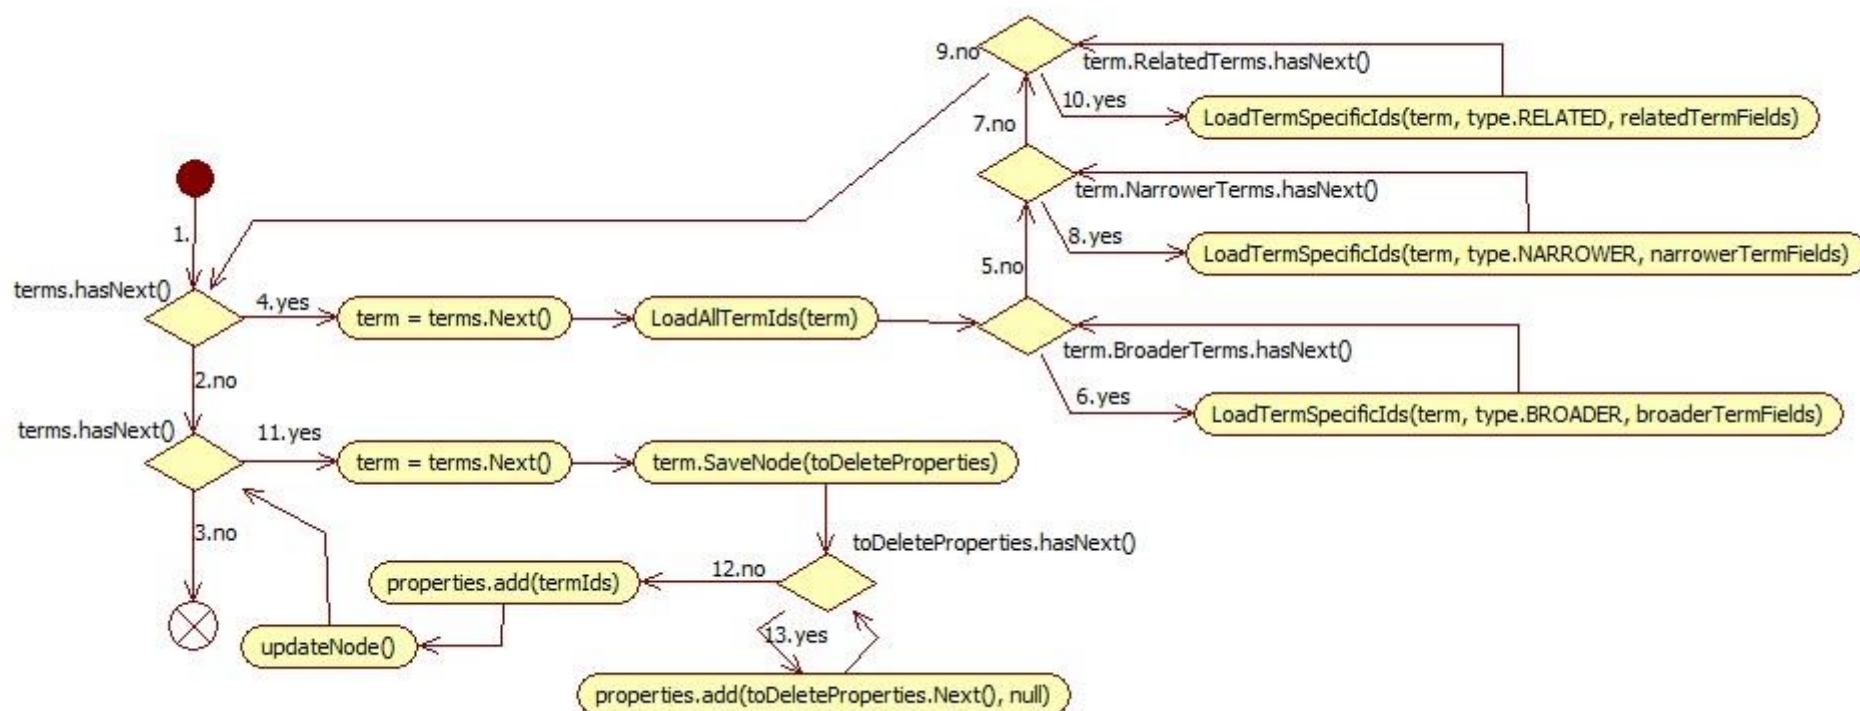 9.no
term.RelatedTerms.hasNext()
10.yes
LoadTermSpecificIds(term, type.RELATED, relatedTermFields)
7.no
term.NarrowerTerms.hasNext()
8.yes
LoadTermSpecificIds(term, type.NARROWER, narrowerTermFields)
1.
5.no
terms.hasNext()
4.yes
term = terms.Next()
LoadAllTermIds(term)
term.BroaderTerms.hasNext()
6.yes
LoadTermSpecificIds(term, type.BROADER, broaderTermFields)
2.no
terms.hasNext()
11.yes
term = terms.Next()
term.SaveNode(toDeleteProperties)
3.no
toDeleteProperties.hasNext()
12.no
properties.add(termIds)
13.yes
updateNode()
properties.add(toDeleteProperties.Next(), null)